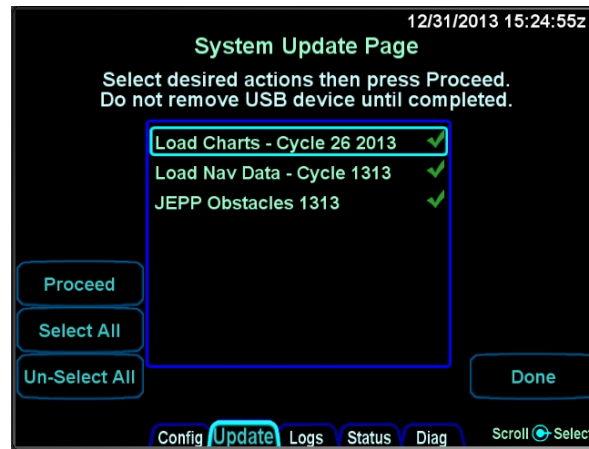 12/31/2013 15:24:55z
System Update Page
Select desired actions then press Proceed.
Do not remove USB device until completed.
Load Charts - Cycle 26 2013
Load Nav Data - Cycle 1313
JEPP Obstacles 1313
Proceed
Select All
Un-Select All
Done
Config Update Logs Status Diag Scroll Select